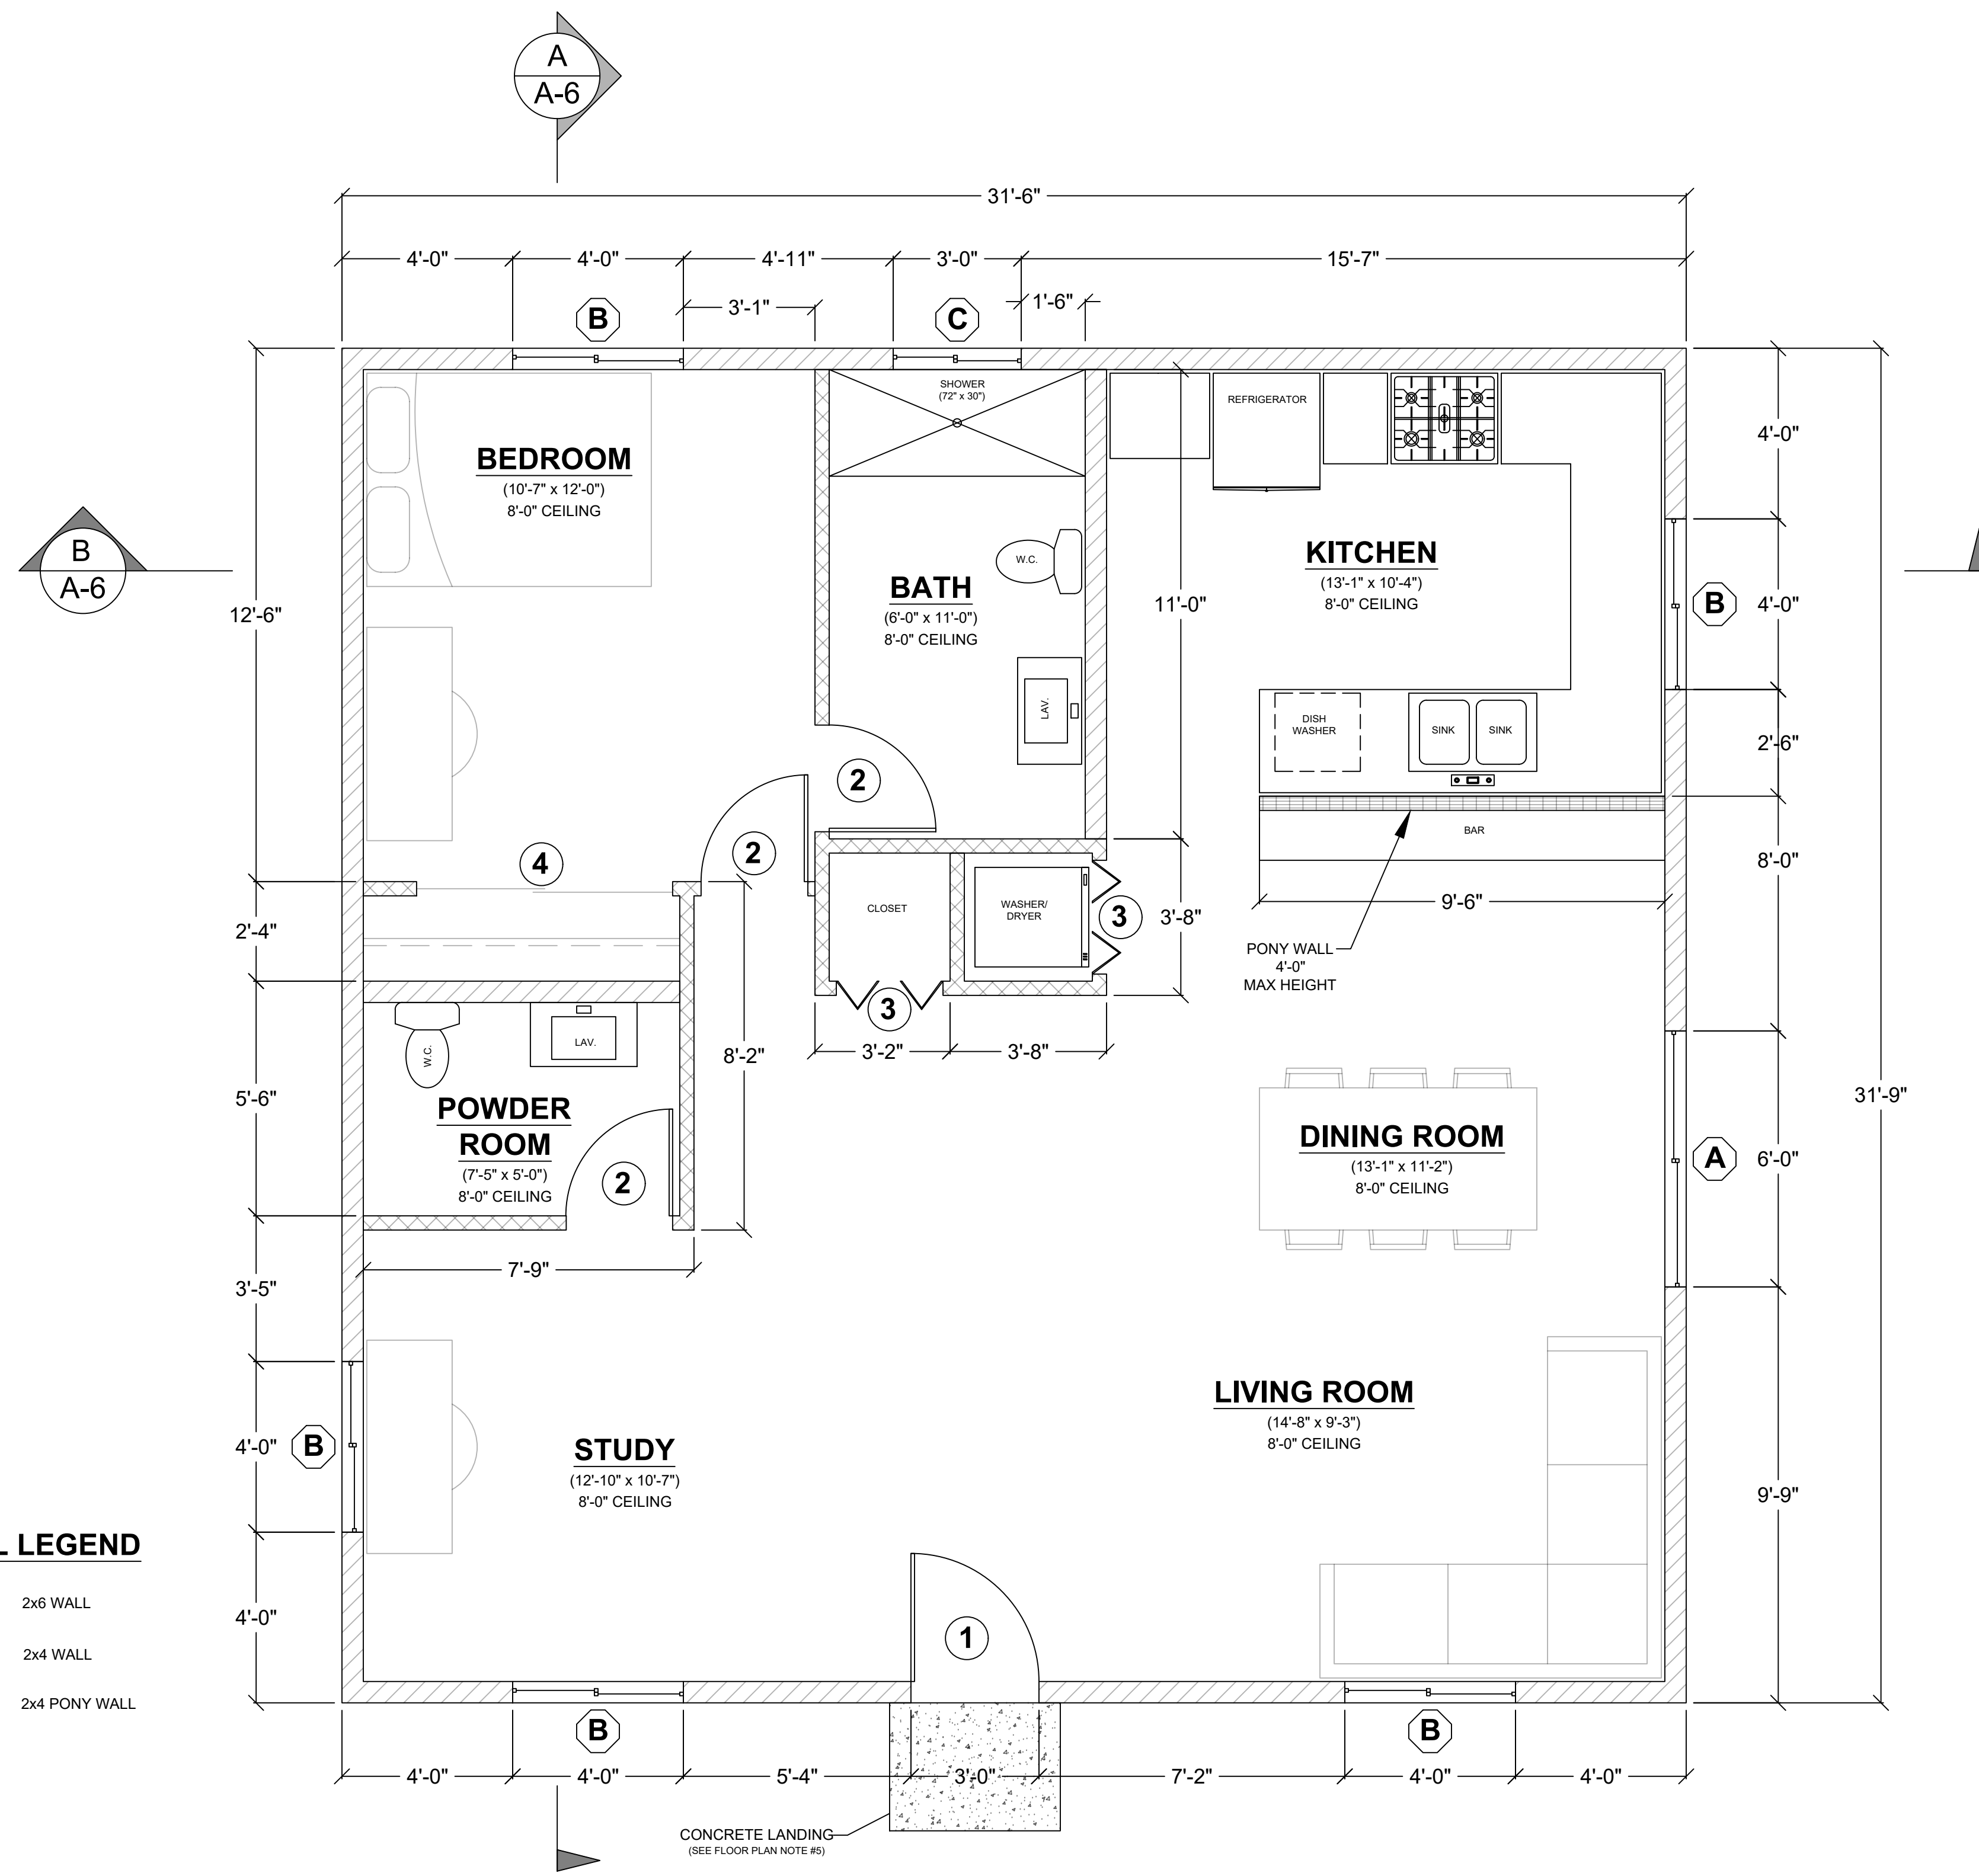 A
A-6
31'-6"
4'-0"
4'-0"
4'-11"
3'-0"
15'-7"
3'-1"
1'-6"
B
C
SHOWER
(72" x 30")
REFRIGERATOR
4'-0"
BEDROOM
(10'-7" x 12'-0")
8'-0" CEILING
B
A-6
W.C.
KITCHEN
(13'-1" x 10'-4")
8'-0" CEILING
BATH
(6'-0" x 11'-0")
8'-0" CEILING
12'-6"
11'-0"
B
4'-0"
LAV.
DISH
WASHER
SINK
SINK
2'-6"
2
2
BAR
4
8'-0"
CLOSET
WASHER/
DRYER
3
3'-8"
9'-6"
2'-4"
PONY WALL
4'-0"
MAX HEIGHT
3
3'-2"
3'-8"
8'-2"
W.C.
LAV.
5'-6"
31'-9"
POWDER
ROOM
(7'-5" x 5'-0")
8'-0" CEILING
2
DINING ROOM
(13'-1" x 11'-2")
8'-0" CEILING
A
6'-0"
7'-9"
3'-5"
LIVING ROOM
(14'-8" x 9'-3")
8'-0" CEILING
4'-0"
B
STUDY
(12'-10" x 10'-7")
8'-0" CEILING
9'-9"
L LEGEND
2x6 WALL
2x4 WALL
2x4 PONY WALL
4'-0"
1
B
B
4'-0"
4'-0"
5'-4"
3'-0"
7'-2"
4'-0"
4'-0"
CONCRETE LANDING
(SEE FLOOR PLAN NOTE #5)